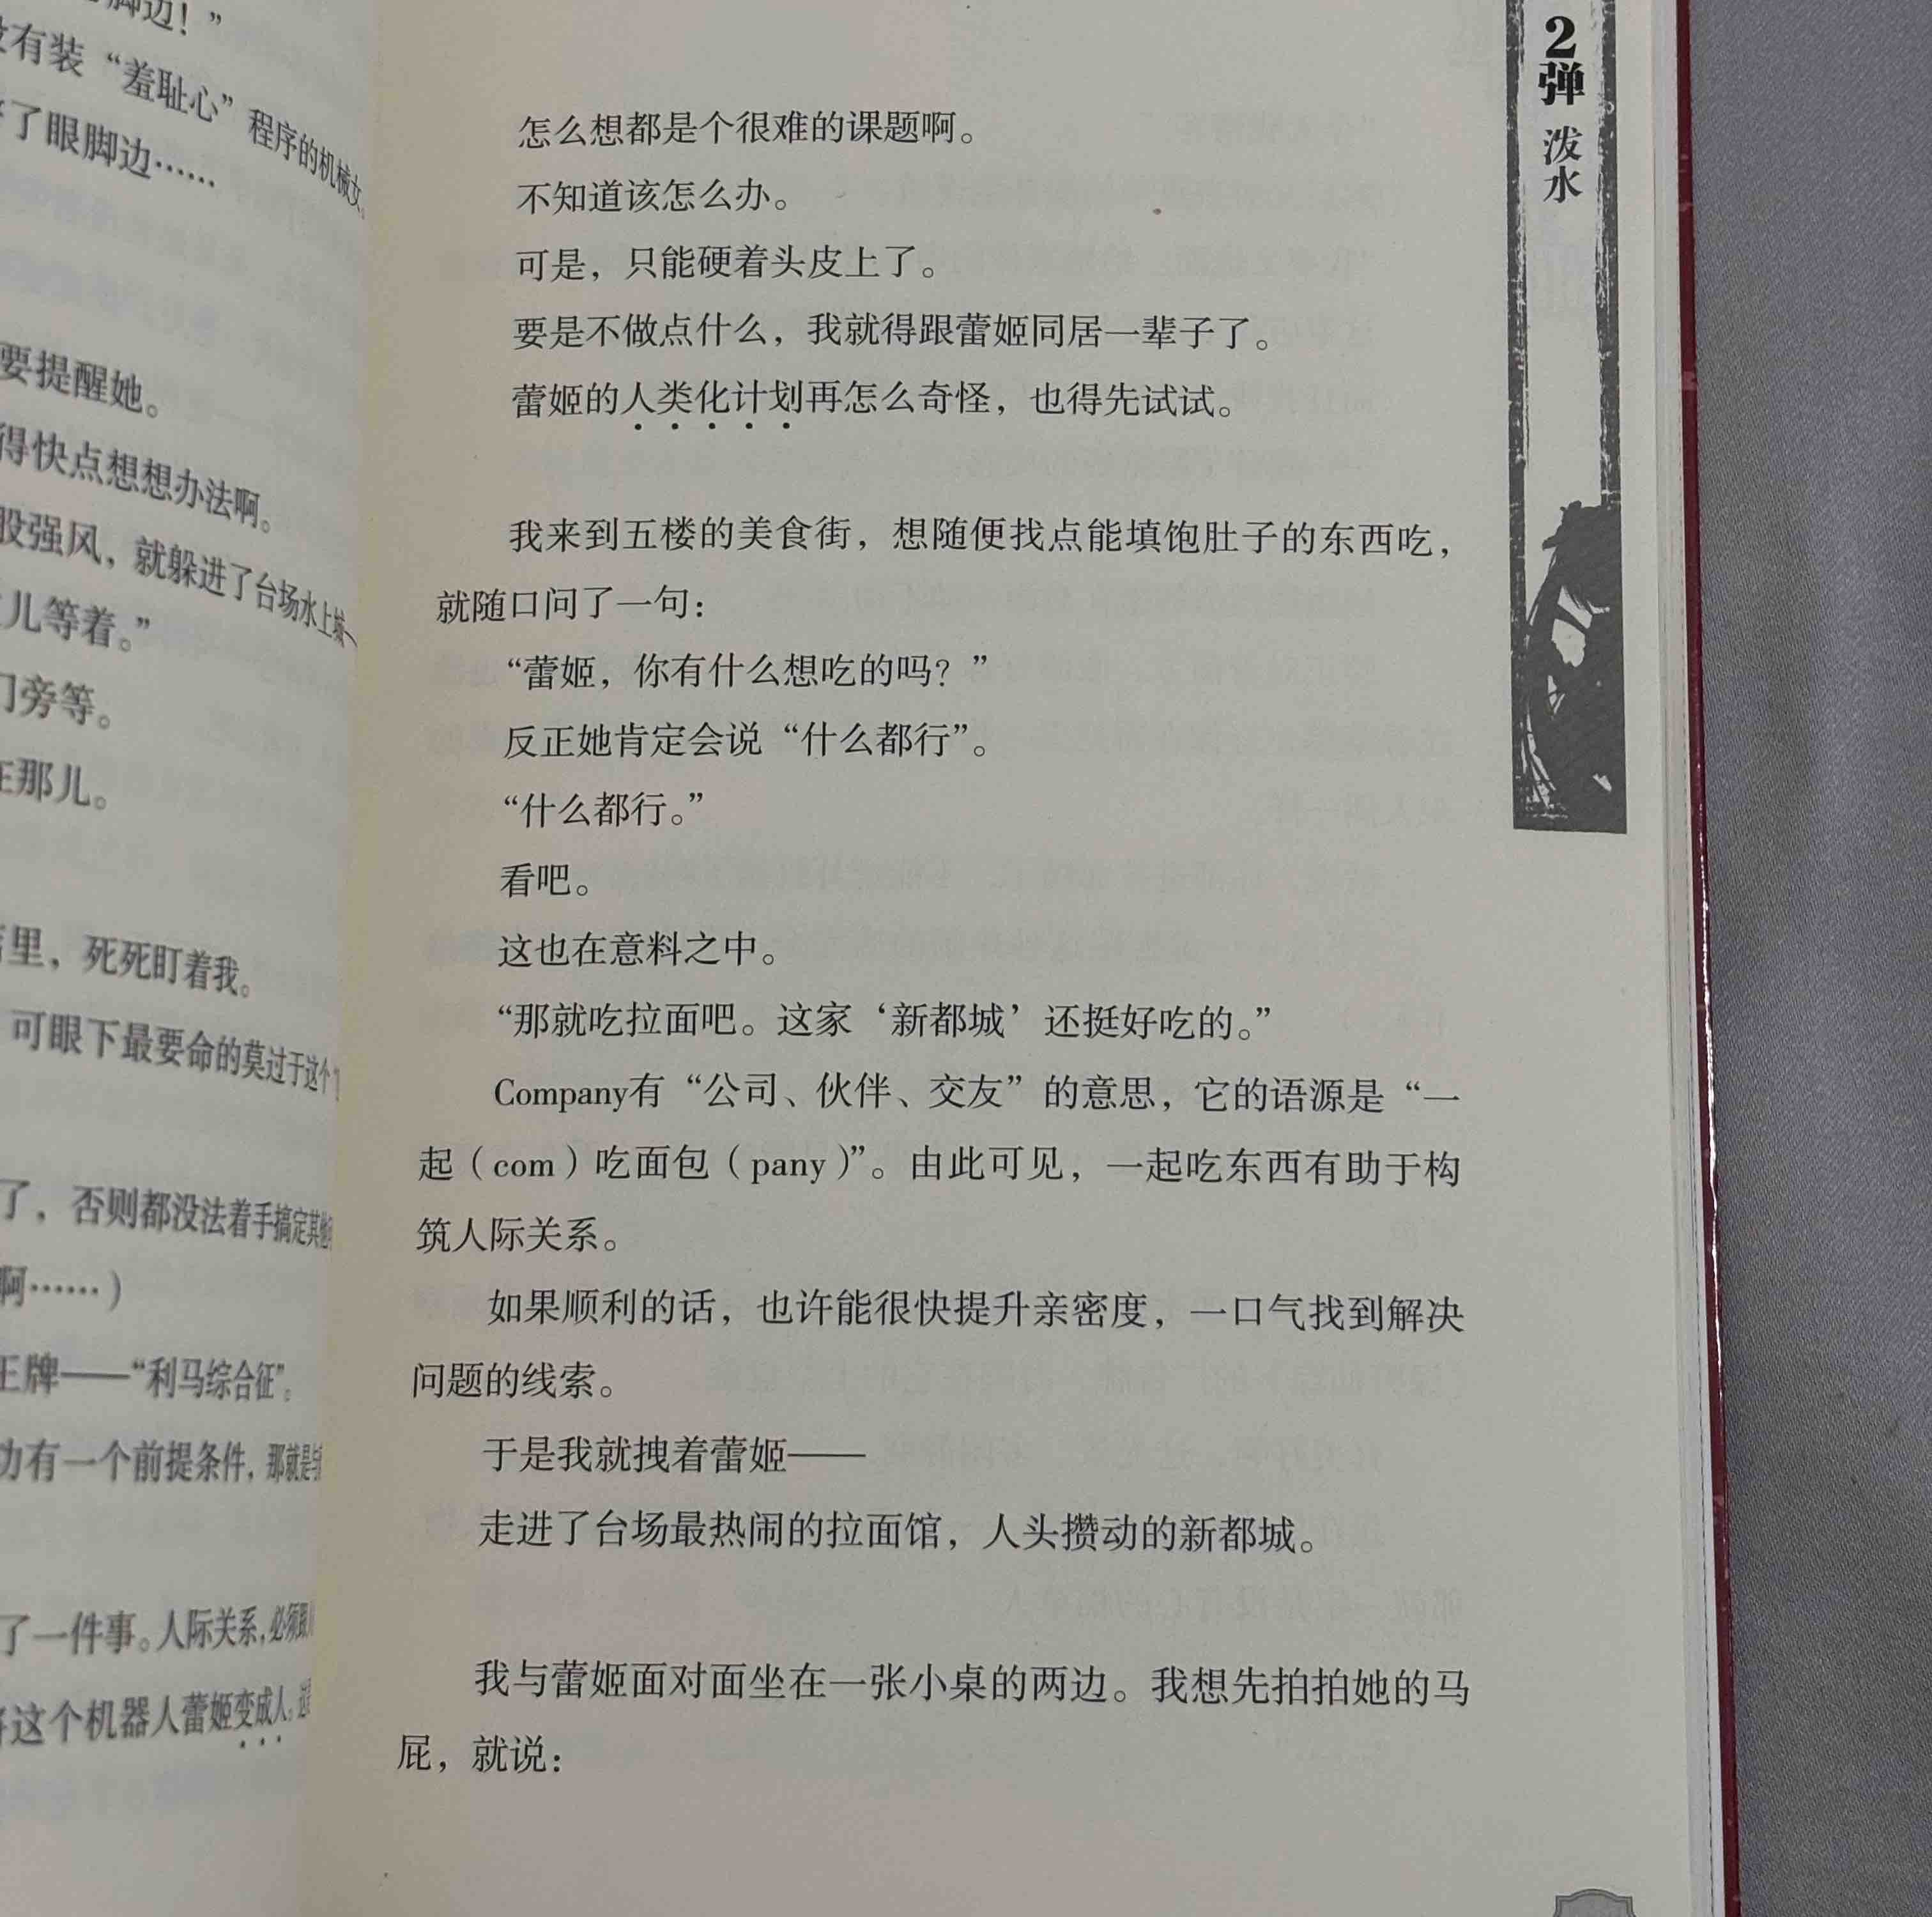 脚边！”
有装“羞耻心”程序的机械女。
了眼脚边……
要提醒她。
得快点想想办法啊。
股强风，就躲进了台场水上城
儿等着。”
门旁等。
在那儿。
里，死死盯着我。
可眼下最要命的莫过于这个
了，否则都没法着手搞定其他
啊……）
王牌——“利马综合征”。
功有一个前提条件，那就是与
了一件事。人际关系，必须跟
这个机器人蕾姬变成人，
怎么想都是个很难的课题啊。
不知道该怎么办。
可是，只能硬着头皮上了。
要是不做点什么，我就得跟蕾姬同居一辈子了。
蕾姬的人类化计划再怎么奇怪，也得先试试。
我来到五楼的美食街，想随便找点能填饱肚子的东西吃，
就随口问了一句：
“蕾姬，你有什么想吃的吗？”
反正她肯定会说“什么都行”。
“什么都行。”
看吧。
这也在意料之中。
“那就吃拉面吧。这家‘新都城’还挺好吃的。”
Company有“公司、伙伴、交友”的意思，它的语源是“一
起（com）吃面包（pany）”。由此可见，一起吃东西有助于构
筑人际关系。
如果顺利的话，也许能很快提升亲密度，一口气找到解决
问题的线索。
于是我就拽着蕾姬——
走进了台场最热闹的拉面馆，人头攒动的新都城。
我与蕾姬面对面坐在一张小桌的两边。我想先拍拍她的马
屁，就说：
2弹
泼水